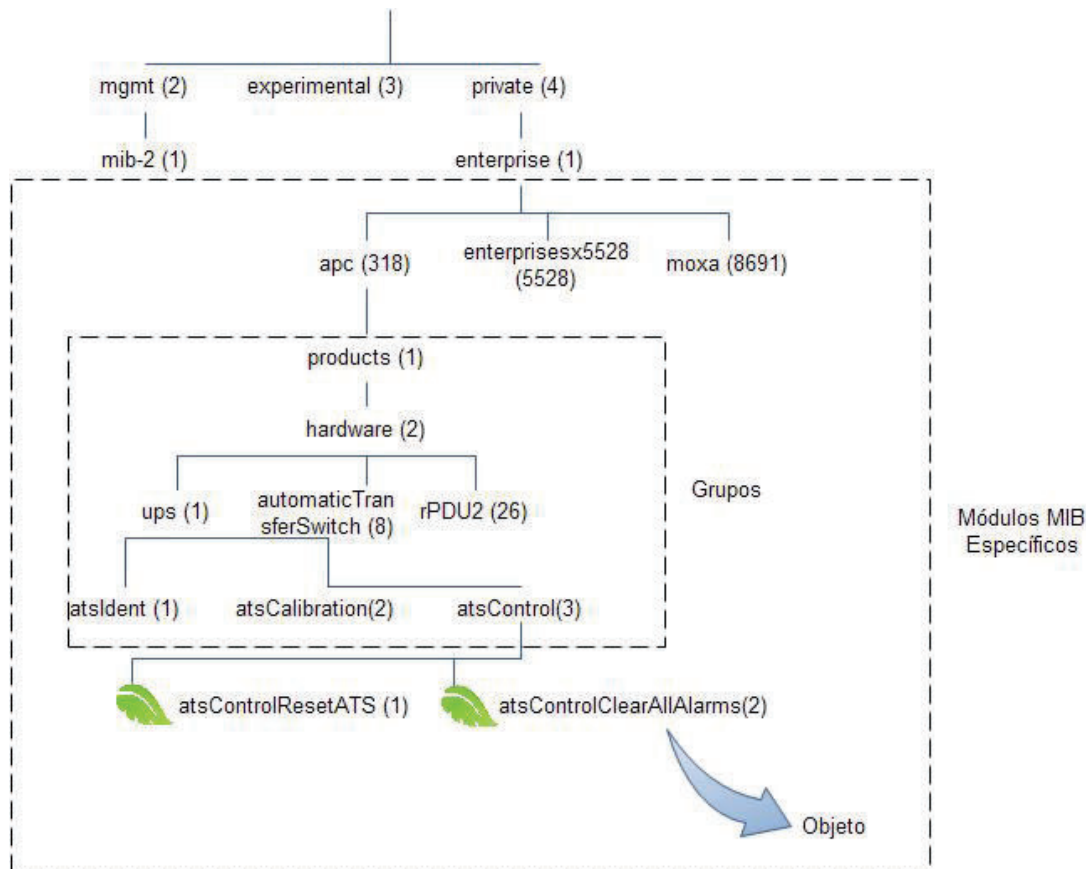 mgmt (2) experimental (3) private (4)
mib-2 (1) enterprise (1)
apc (318) enterprisesx5528 (5528) moxa (8691)
products (1)
hardware (2)
ups (1) automaticTran
sferSwitch (8) rPDU2 (26)
Grupos
Módulos MIB
Específicos
atsIdent (1) atsCalibration(2) atsControl(3)
atsControlResetATS (1) atsControlClearAllAlarms(2)
Objeto